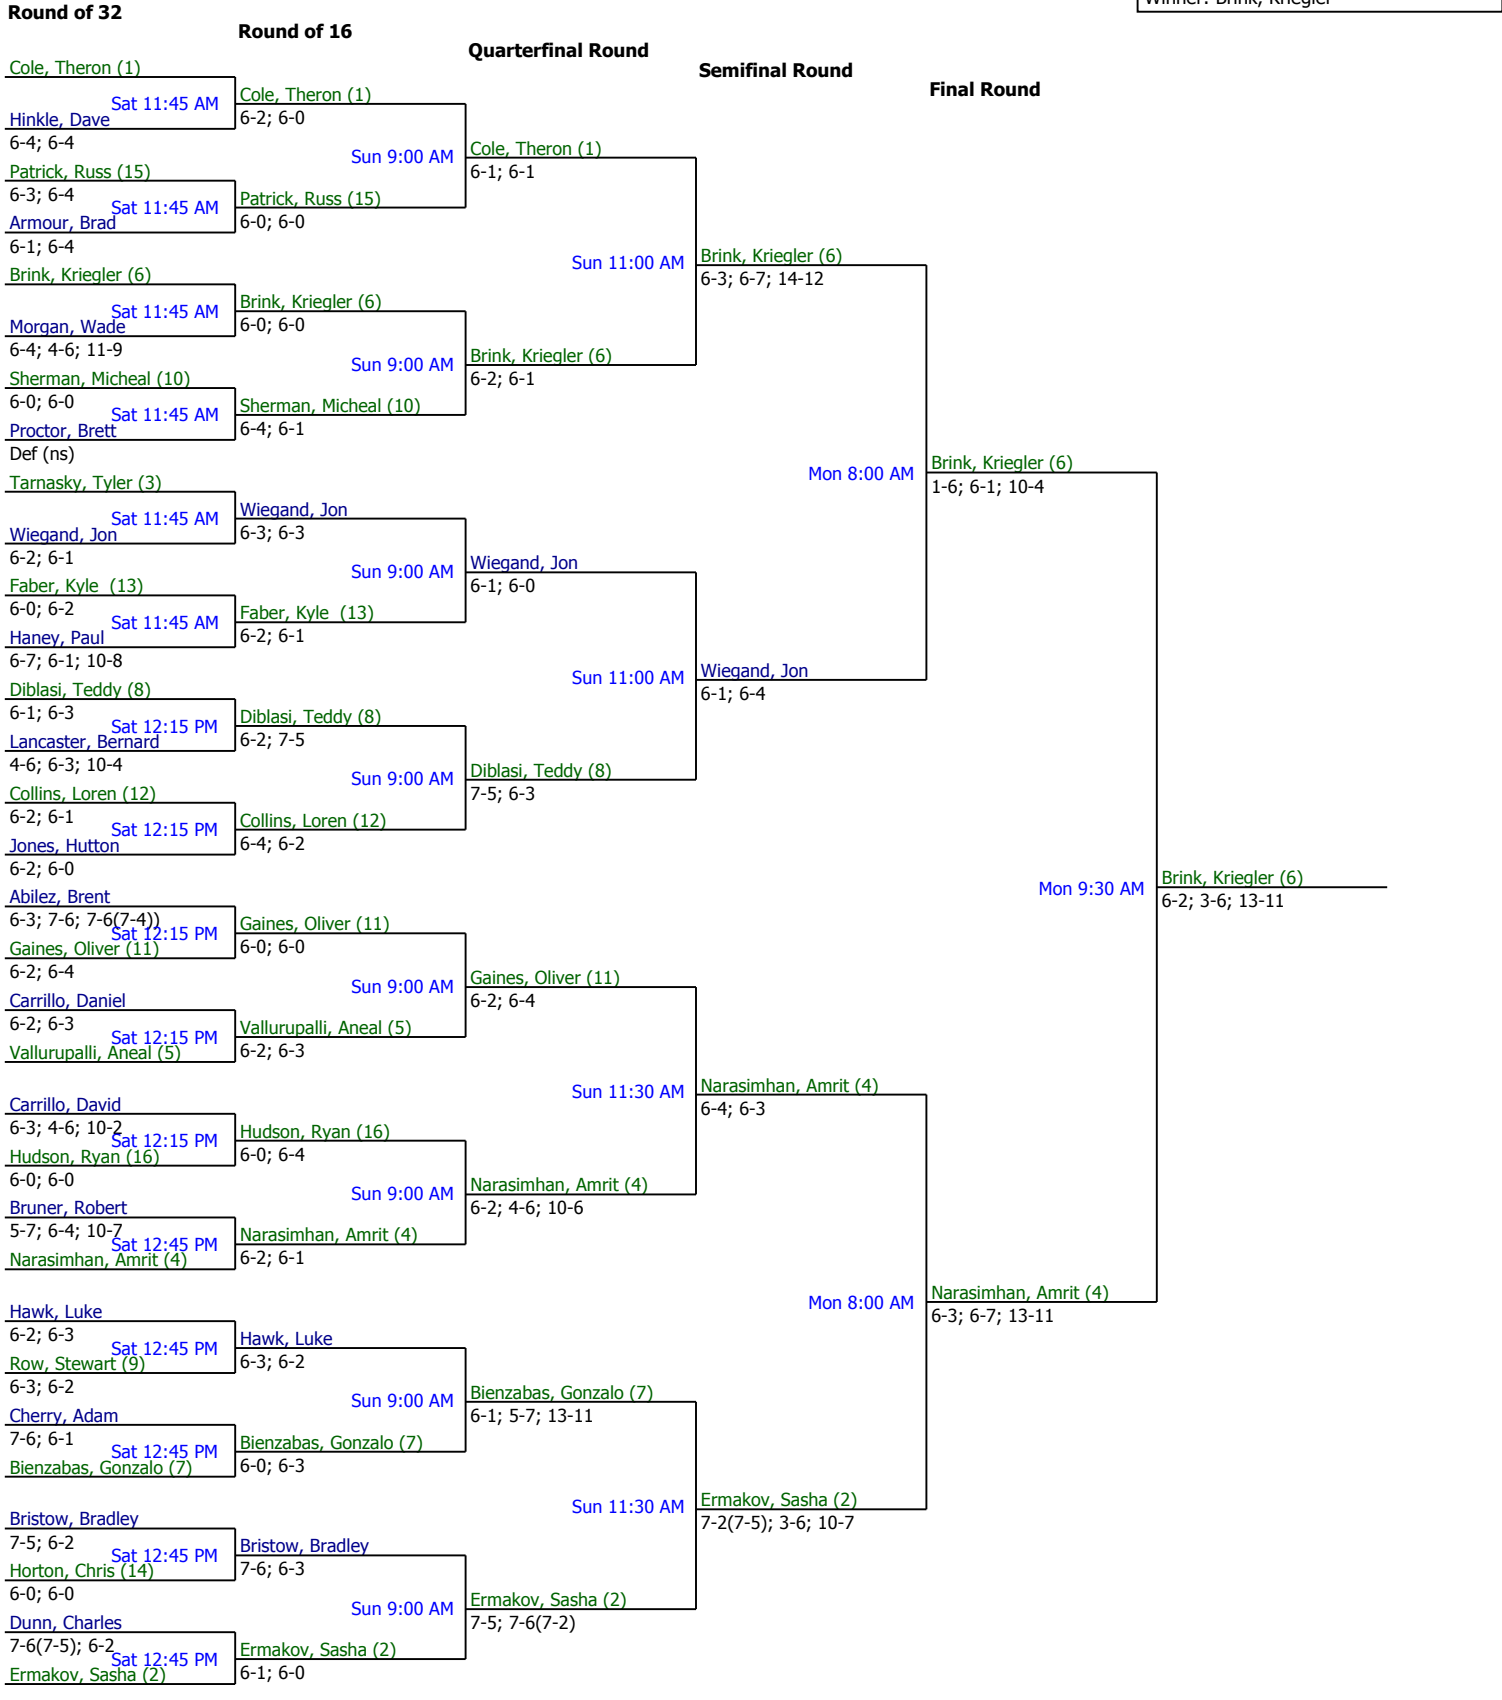 Winner: Brink, Kriegler
Round of 32
Round of 16
Quarterfinal Round
Semifinal Round
Final Round
Cole, Theron (1)
Sat 11:45 AM
Hinkle, Dave
6-4; 6-4
Patrick, Russ (15)
6-3; 6-4
Sat 11:45 AM
Armour, Brad
6-1; 6-4
Brink, Kriegler (6)
Sat 11:45 AM
Morgan, Wade
6-4; 4-6; 11-9
Sherman, Micheal (10)
6-0; 6-0
Sat 11:45 AM
Proctor, Brett
Def (ns)
Tarnasky, Tyler (3)
Sat 11:45 AM
Wiegand, Jon
6-2; 6-1
Faber, Kyle (13)
6-0; 6-2
Sat 11:45 AM
Haney, Paul
6-7; 6-1; 10-8
Diblasi, Teddy (8)
6-1; 6-3
Sat 12:15 PM
Lancaster, Bernard
4-6; 6-3; 10-4
Collins, Loren (12)
6-2; 6-1
Sat 12:15 PM
Jones, Hutton
6-2; 6-0
Abilez, Brent
6-3; 7-6; 7-6(7-4))
Sat 12:15 PM
Gaines, Oliver (11)
6-2; 6-4
Carrillo, Daniel
6-2; 6-3
Sat 12:15 PM
Vallurupalli, Aneal (5)
Carrillo, David
6-3; 4-6; 10-2
Sat 12:15 PM
Hudson, Ryan (16)
6-0; 6-0
Bruner, Robert
5-7; 6-4; 10-7
Sat 12:45 PM
Narasimhan, Amrit (4)
Hawk, Luke
6-2; 6-3
Sat 12:45 PM
Row, Stewart (9)
6-3; 6-2
Cherry, Adam
7-6; 6-1
Sat 12:45 PM
Bienzabas, Gonzalo (7)
Bristow, Bradley
7-5; 6-2
Sat 12:45 PM
Horton, Chris (14)
6-0; 6-0
Dunn, Charles
7-6(7-5); 6-2
Sat 12:45 PM
Ermakov, Sasha (2)
Cole, Theron (1)
6-2; 6-0
Sun 9:00 AM
Patrick, Russ (15)
6-0; 6-0
Brink, Kriegler (6)
6-0; 6-0
Sun 9:00 AM
Sherman, Micheal (10)
6-4; 6-1
Wiegand, Jon
6-3; 6-3
Sun 9:00 AM
Faber, Kyle (13)
6-2; 6-1
Diblasi, Teddy (8)
6-2; 7-5
Sun 9:00 AM
Collins, Loren (12)
6-4; 6-2
Gaines, Oliver (11)
6-0; 6-0
Sun 9:00 AM
Vallurupalli, Aneal (5)
6-2; 6-3
Hudson, Ryan (16)
6-0; 6-4
Sun 9:00 AM
Narasimhan, Amrit (4)
6-2; 6-1
Hawk, Luke
6-3; 6-2
Sun 9:00 AM
Bienzabas, Gonzalo (7)
6-0; 6-3
Bristow, Bradley
7-6; 6-3
Sun 9:00 AM
Ermakov, Sasha (2)
6-1; 6-0
Cole, Theron (1)
6-1; 6-1
Sun 11:00 AM
Brink, Kriegler (6)
6-2; 6-1
Wiegand, Jon
6-1; 6-0
Sun 11:00 AM
Diblasi, Teddy (8)
7-5; 6-3
Gaines, Oliver (11)
6-2; 6-4
Sun 11:30 AM
Narasimhan, Amrit (4)
6-2; 4-6; 10-6
Bienzabas, Gonzalo (7)
6-1; 5-7; 13-11
Sun 11:30 AM
Ermakov, Sasha (2)
7-5; 7-6(7-2)
Brink, Kriegler (6)
6-3; 6-7; 14-12
Mon 8:00 AM
Wiegand, Jon
6-1; 6-4
Narasimhan, Amrit (4)
6-4; 6-3
Mon 8:00 AM
Ermakov, Sasha (2)
7-2(7-5); 3-6; 10-7
Brink, Kriegler (6)
1-6; 6-1; 10-4
Mon 9:30 AM
Narasimhan, Amrit (4)
6-3; 6-7; 13-11
Brink, Kriegler (6)
6-2; 3-6; 13-11